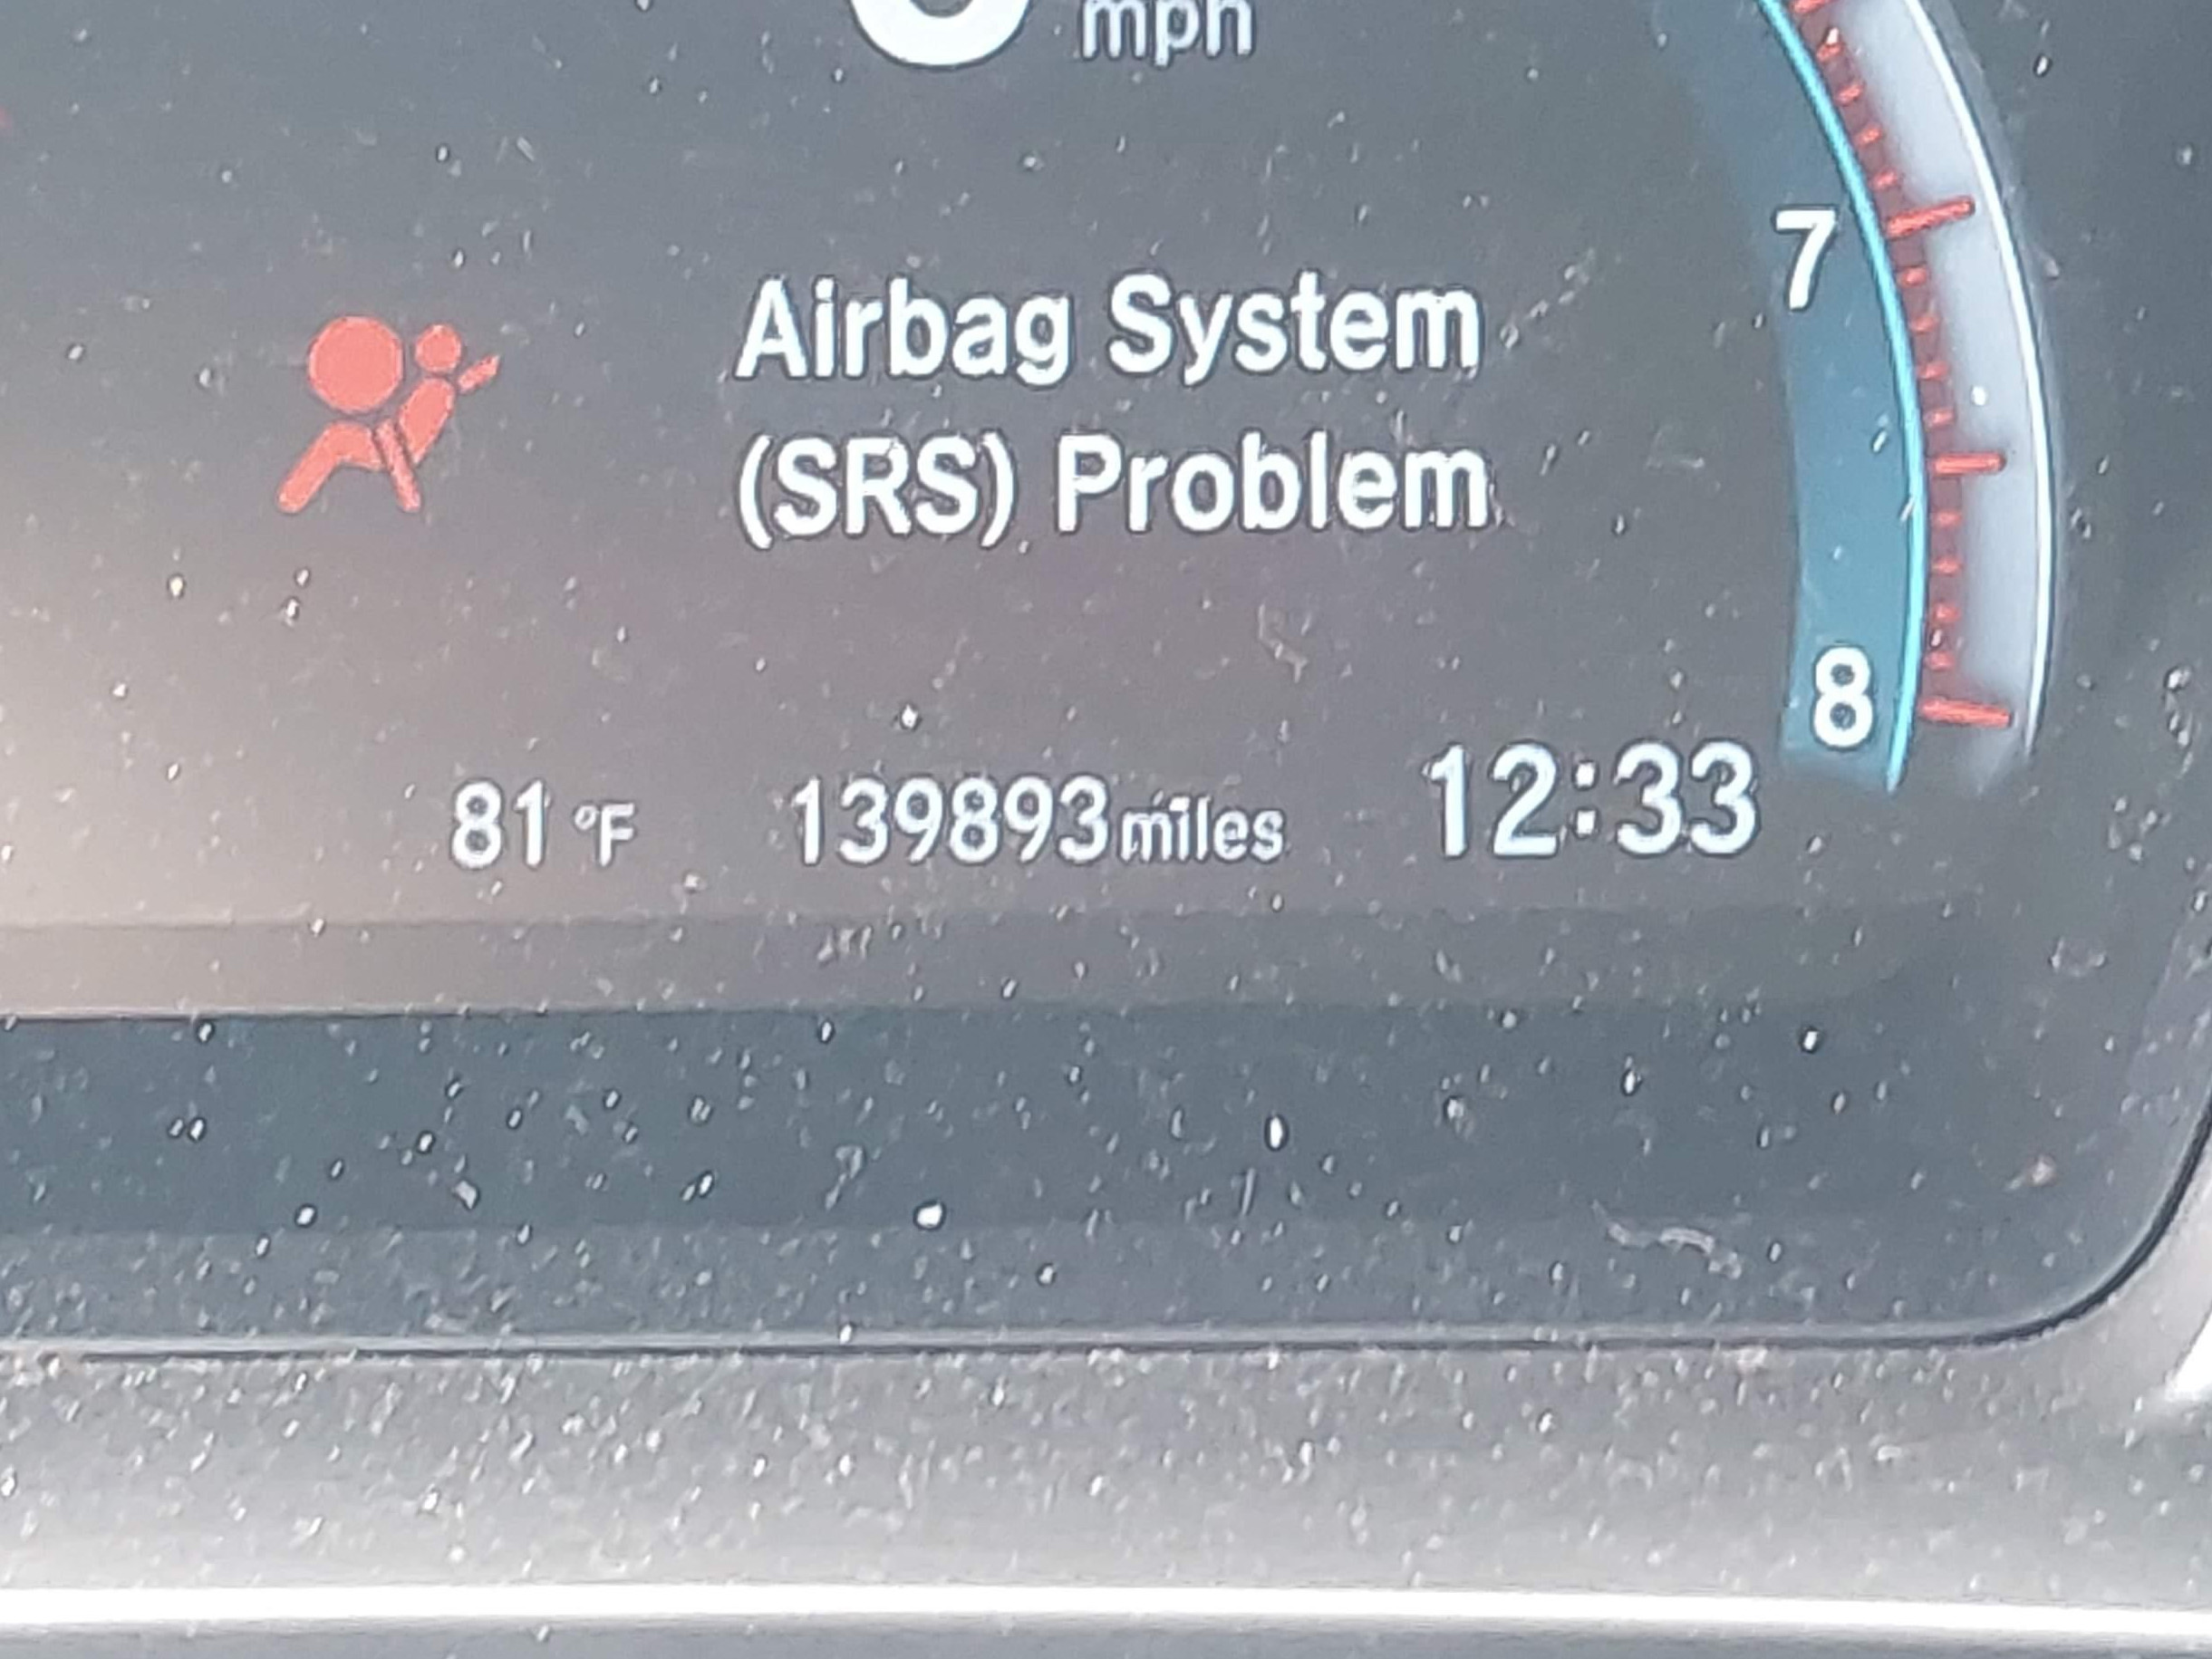 mph
7
Airbag System
(SRS) Problem
8
81 °F 139893 miles 12:33